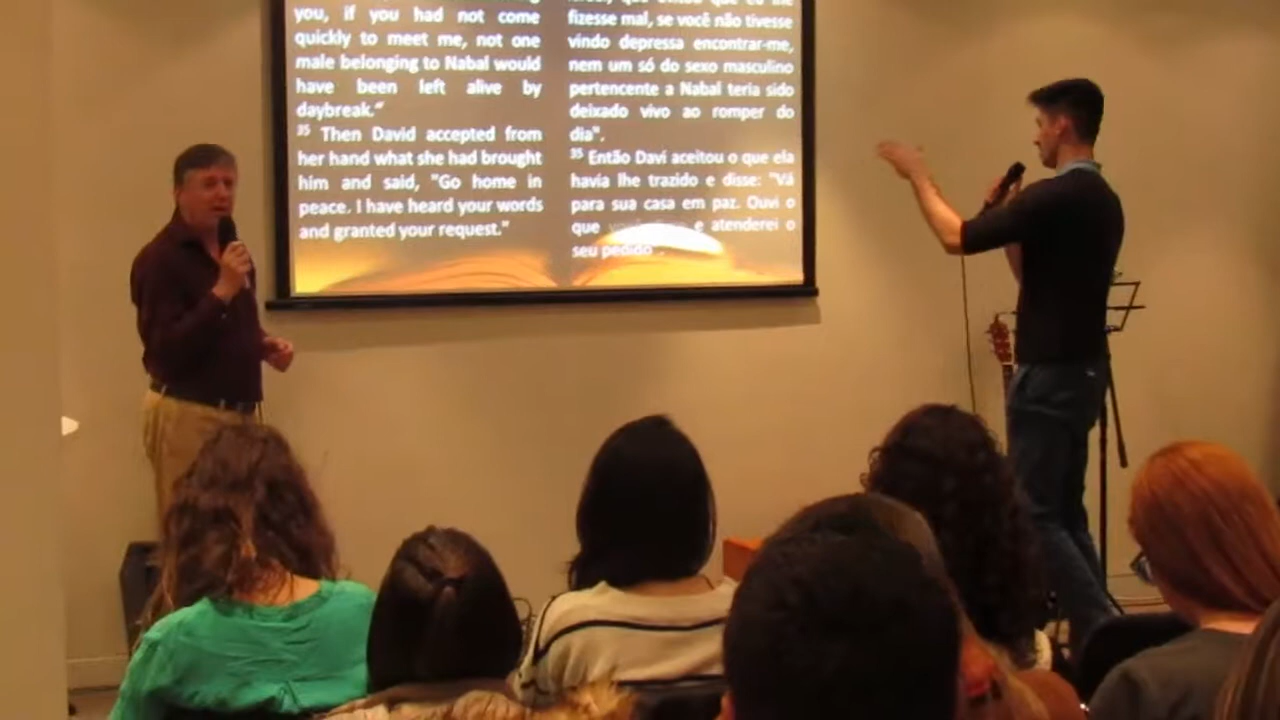 you, if you had not come
quickly to meet me, not one
male belonging to Nabal would
have been left alive by
daybreak."
35 Then David accepted from
her hand what she had brought
him and said, "Go home in
peace. I have heard your words
and granted your request."
fizesse mal, se você não tivesse
vindo depressa encontrar-me,
nem um só do sexo masculino
pertencente a Nabal teria sido
deixado vivo ao romper do
dia".
35 Então Davi aceitou o que ela
havia lhe trazido e disse: "Vá
para sua casa em paz. Ouvi o
que e atenderei o
seu pedido